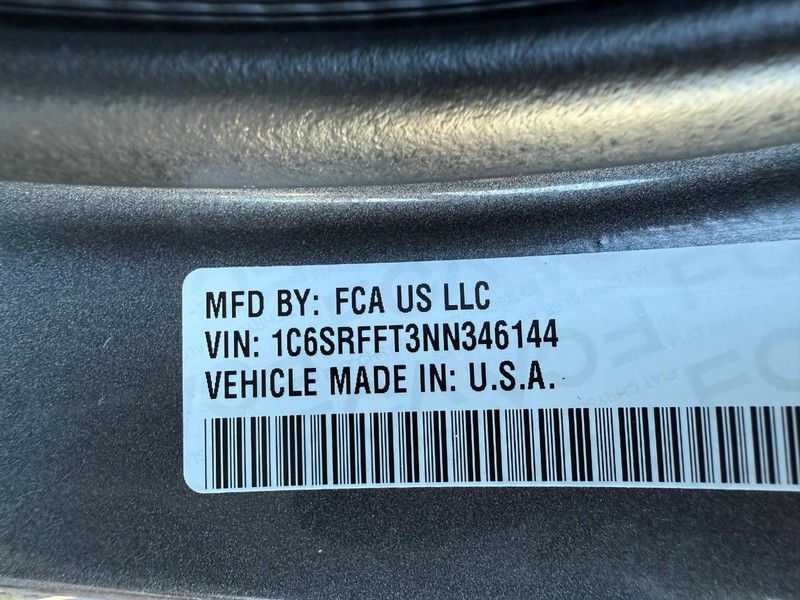 MFD BY: FCA US LLC
VIN: 1C6SRFFT3NN346144
VEHICLE MADE IN: U.S.A.